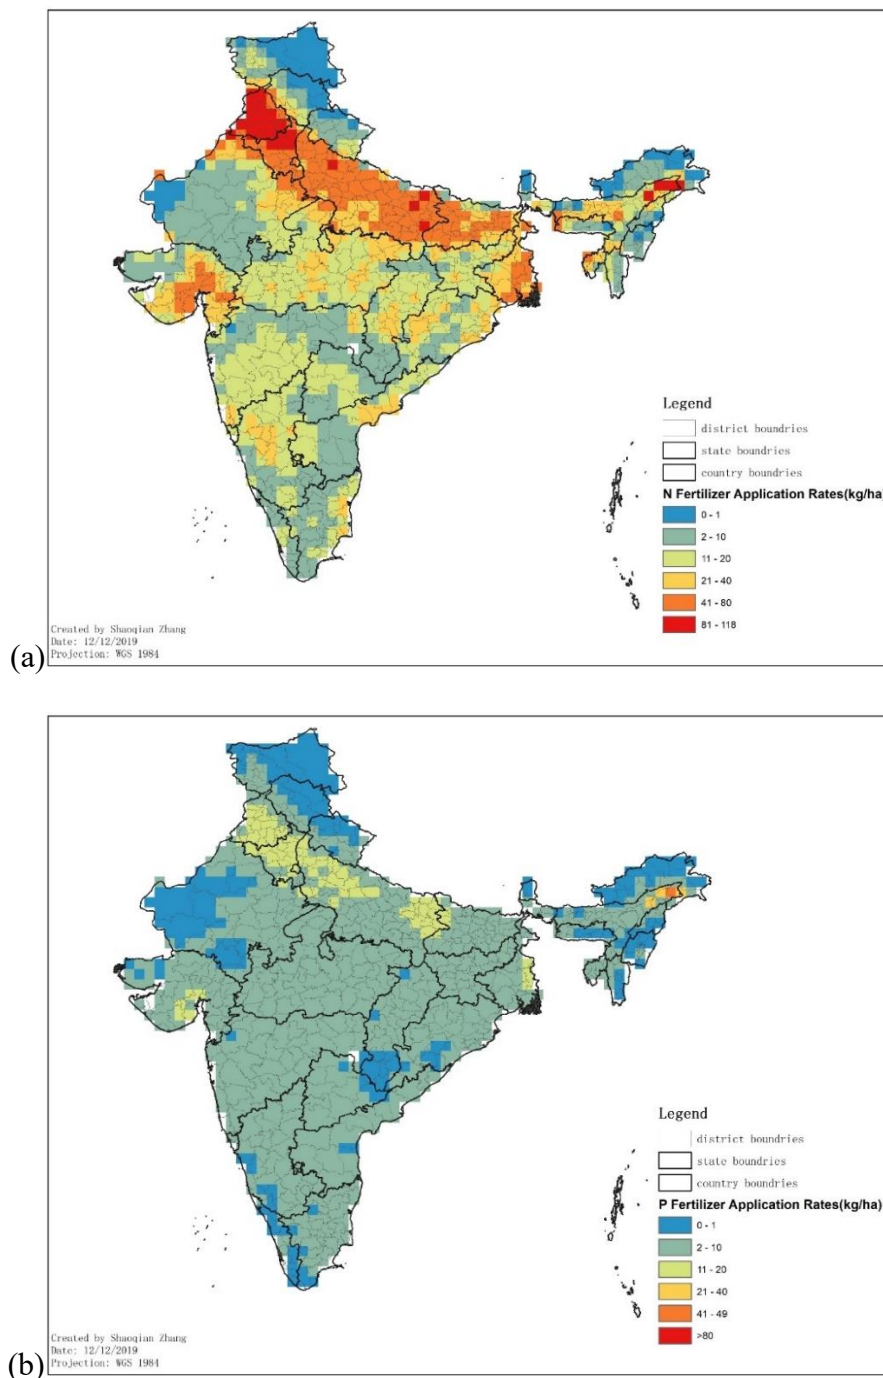 Legend
district boundries
state boundries
country boundries
N Fertilizer Application Rates(kg/ha)
0 - 1
2 - 10
11 - 20
21 - 40
41 - 80
81 - 118
Created by Shaoqian Zhang
Date: 12/12/2019
Projection: WGS 1984
(a)
Legend
district boundries
state boundries
country boundries
P Fertilizer Application Rates(kg/ha)
0 - 1
2 - 10
11 - 20
21 - 40
41 - 49
>80
Created by Shaoqian Zhang
Date: 12/12/2019
Projection: WGS 1984
(b)